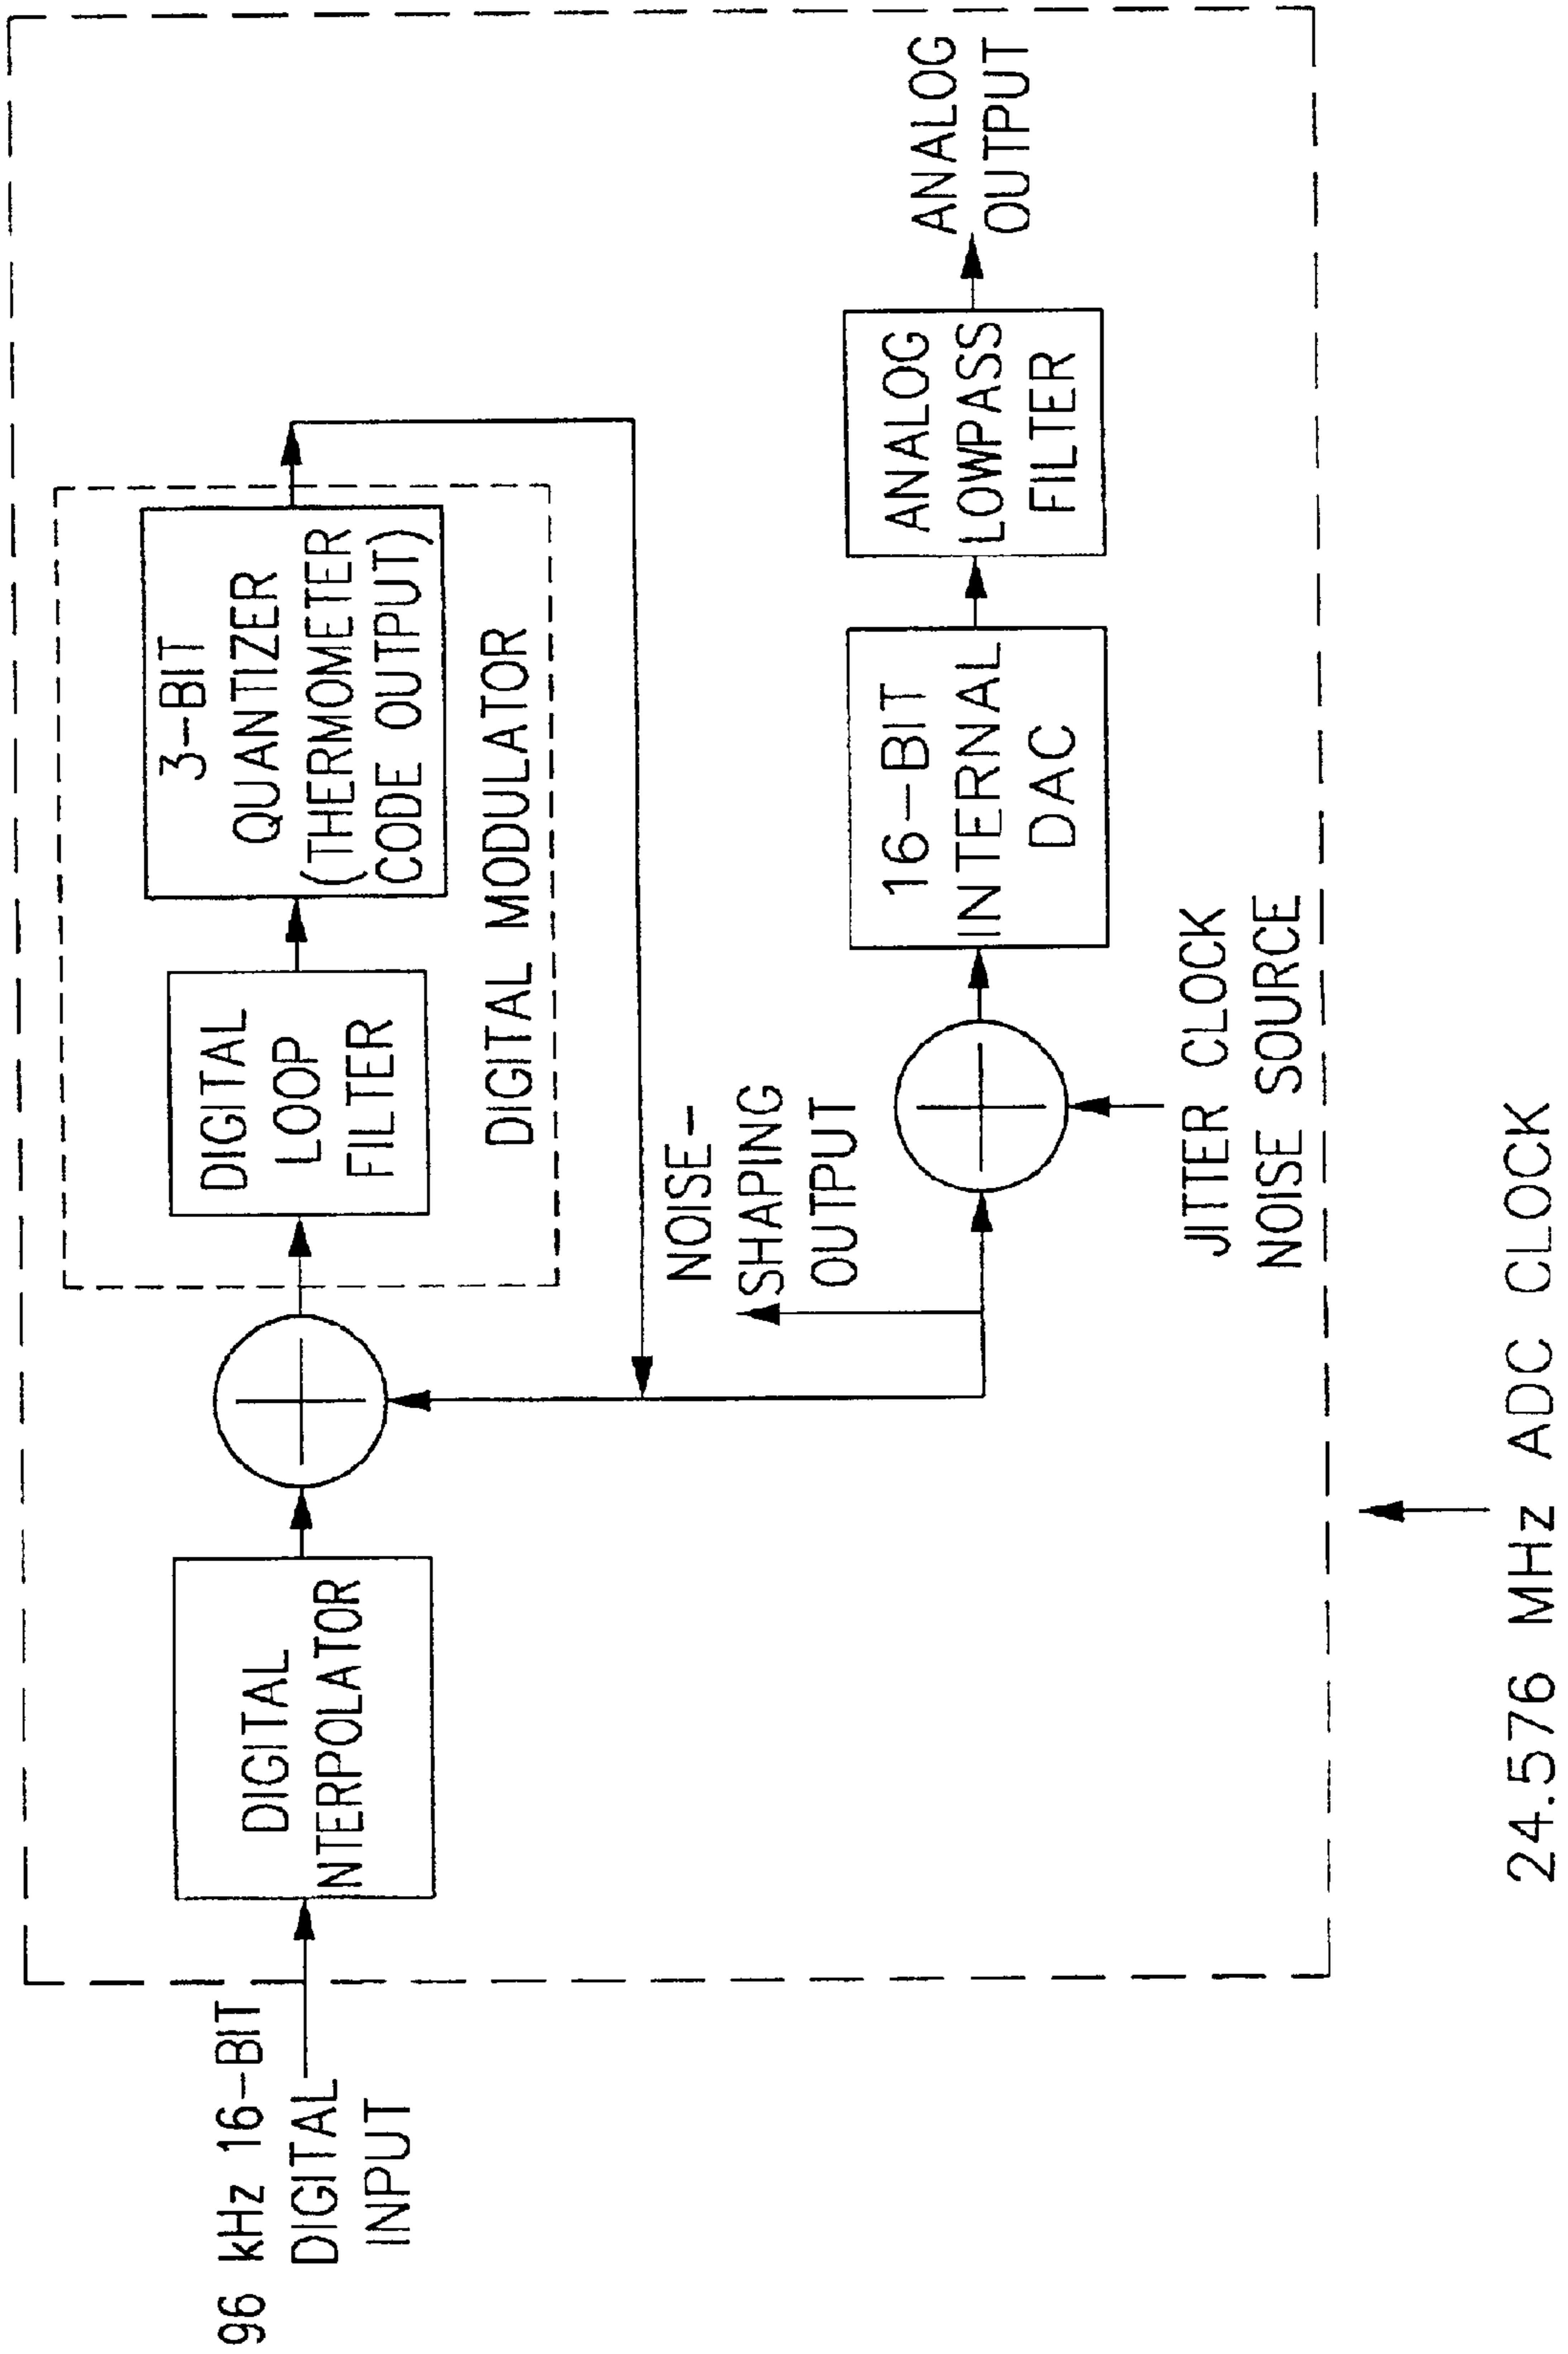 96 kHz 16-BIT
DIGITAL
INPUT
DIGITAL
NTERPOLATOR
DIGITAL
LOOP
FILTER
3-BIT
QUANTIZER
(THERMOMETER
CODE OUTPUT)
DIGITAL MODULATOR
NOISE-
SHAPING
OUTPUT
JITTER CLOCK
NOISE SOURCE
16-BIT
INTERNAL
DAC
ANALOG
LOWPASS
FILTER
ANALOG
OUTPUT
24.576 MHz ADC CLOCK